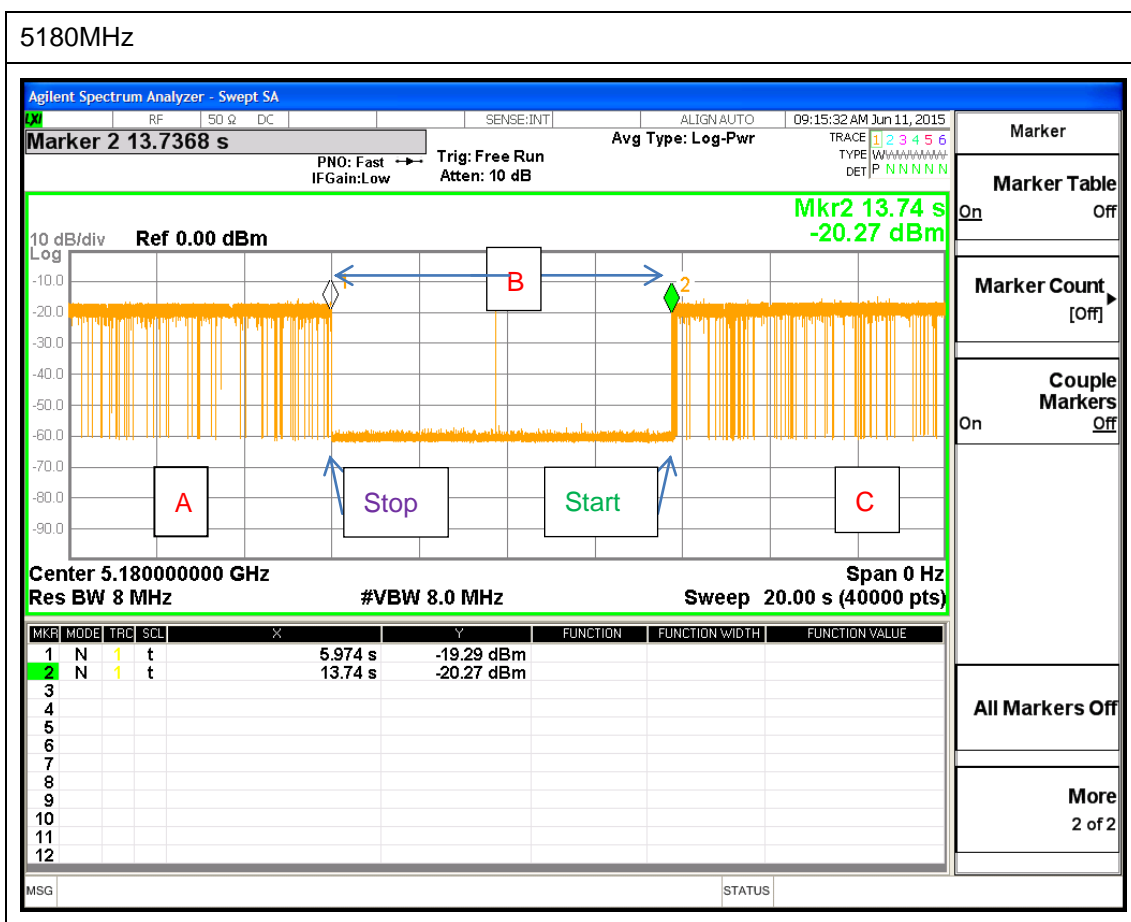 5180MHz
Agilent Spectrum Analyzer - Swept SA
LXI RF 50 Ω DC SENSE:INT ALIGN AUTO 09:15:32 AM Jun 11, 2015
Marker 2 13.7368 s
PNO: Fast
IFGain:Low
Trig: Free Run
Atten: 10 dB
Avg Type: Log-Pwr
TRACE 1 2 3 4 5 6
TYPE WWWWWW
DET P N N N N N
Mkr2 13.74 s
-20.27 dBm
10 dB/div Ref 0.00 dBm
Log
-10.0
-20.0
-30.0
-40.0
-50.0
-60.0
-70.0
-80.0
-90.0
1
B
2
A
Stop
Start
C
Center 5.180000000 GHz Span 0 Hz
Res BW 8 MHz #VBW 8.0 MHz Sweep 20.00 s (40000 pts)
MKR MODE TRC SCL X Y FUNCTION FUNCTION WIDTH FUNCTION VALUE
1 N 1 t 5.974 s -19.29 dBm
2 N 1 t 13.74 s -20.27 dBm
3
4
5
6
7
8
9
10
11
12
MSG STATUS
Marker
Marker Table
On Off
Marker Count
[Off]
Couple
Markers
On Off
All Markers Off
More
2 of 2